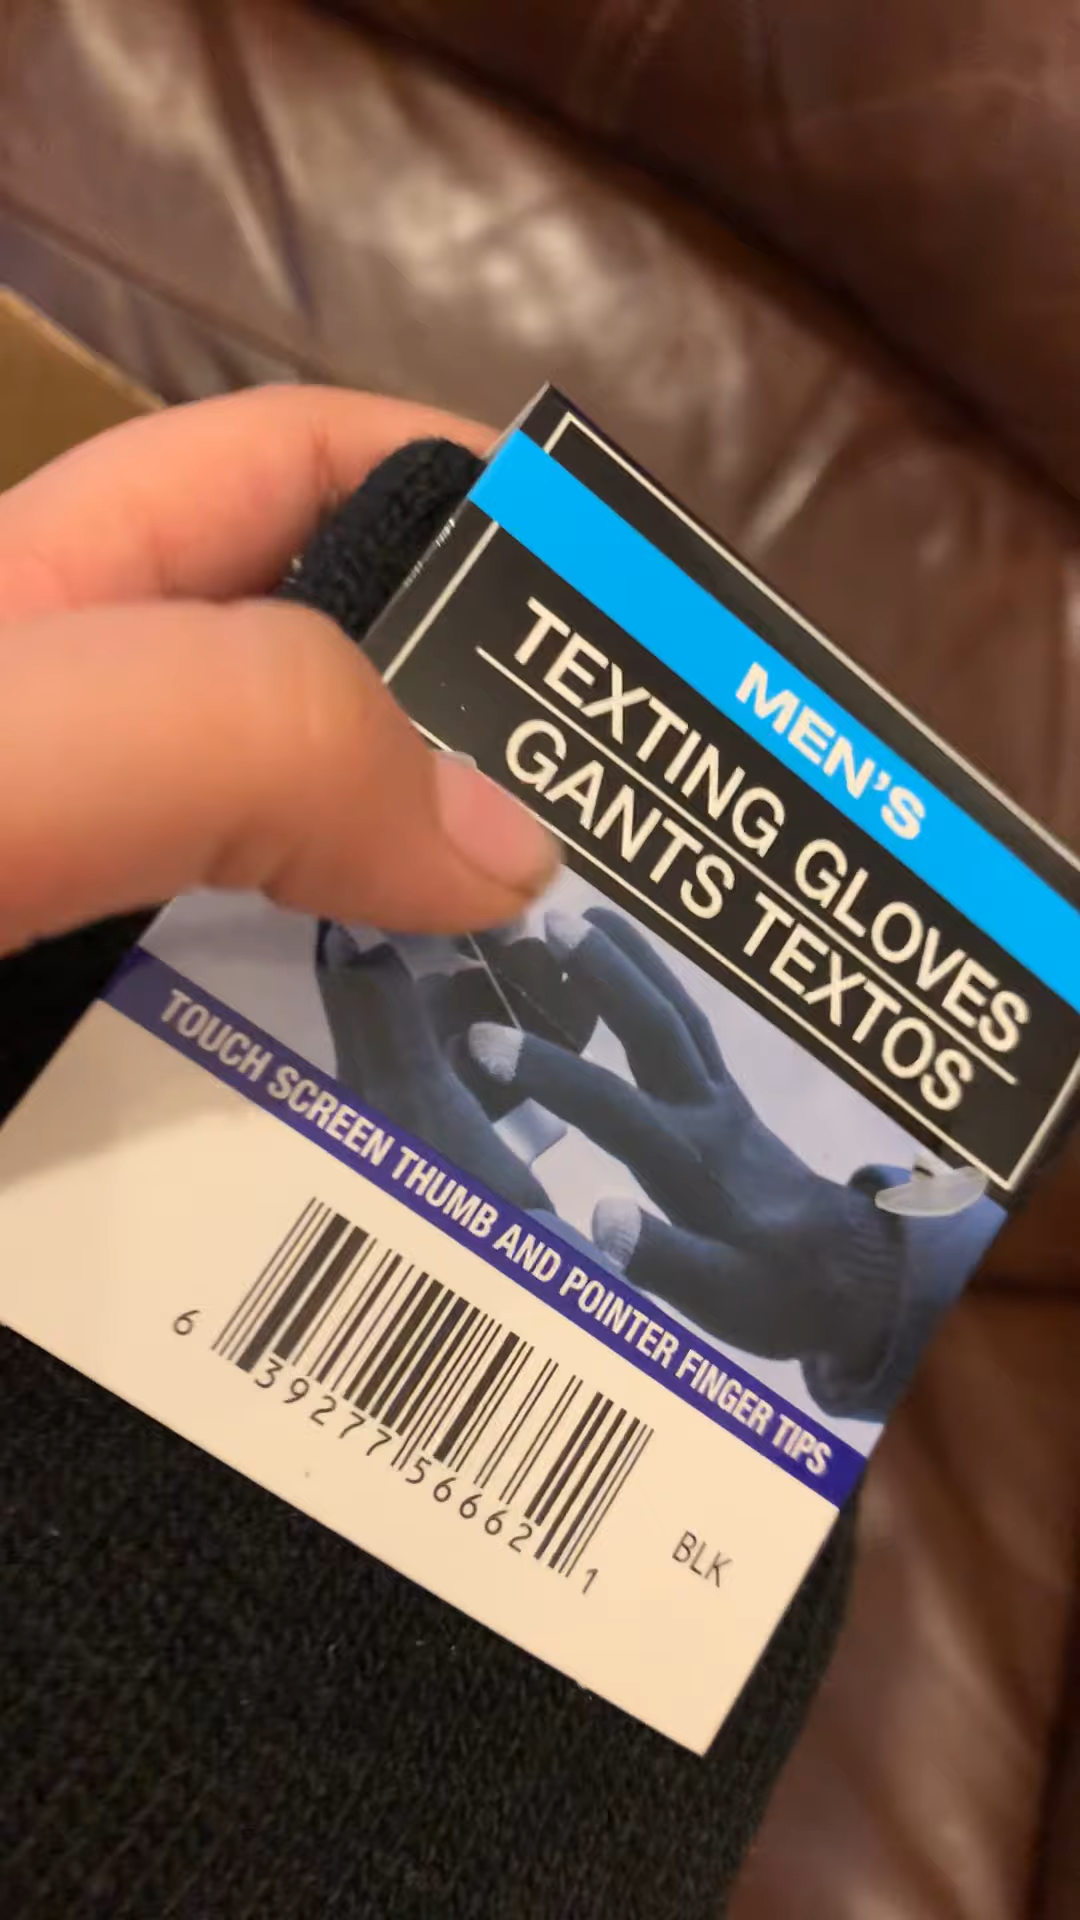 MEN'S
TEXTING GLOVES
GANTS TEXTOS
TOUCH SCREEN THUMB AND POINTER FINGER TIPS
6 39277 56662 1
BLK